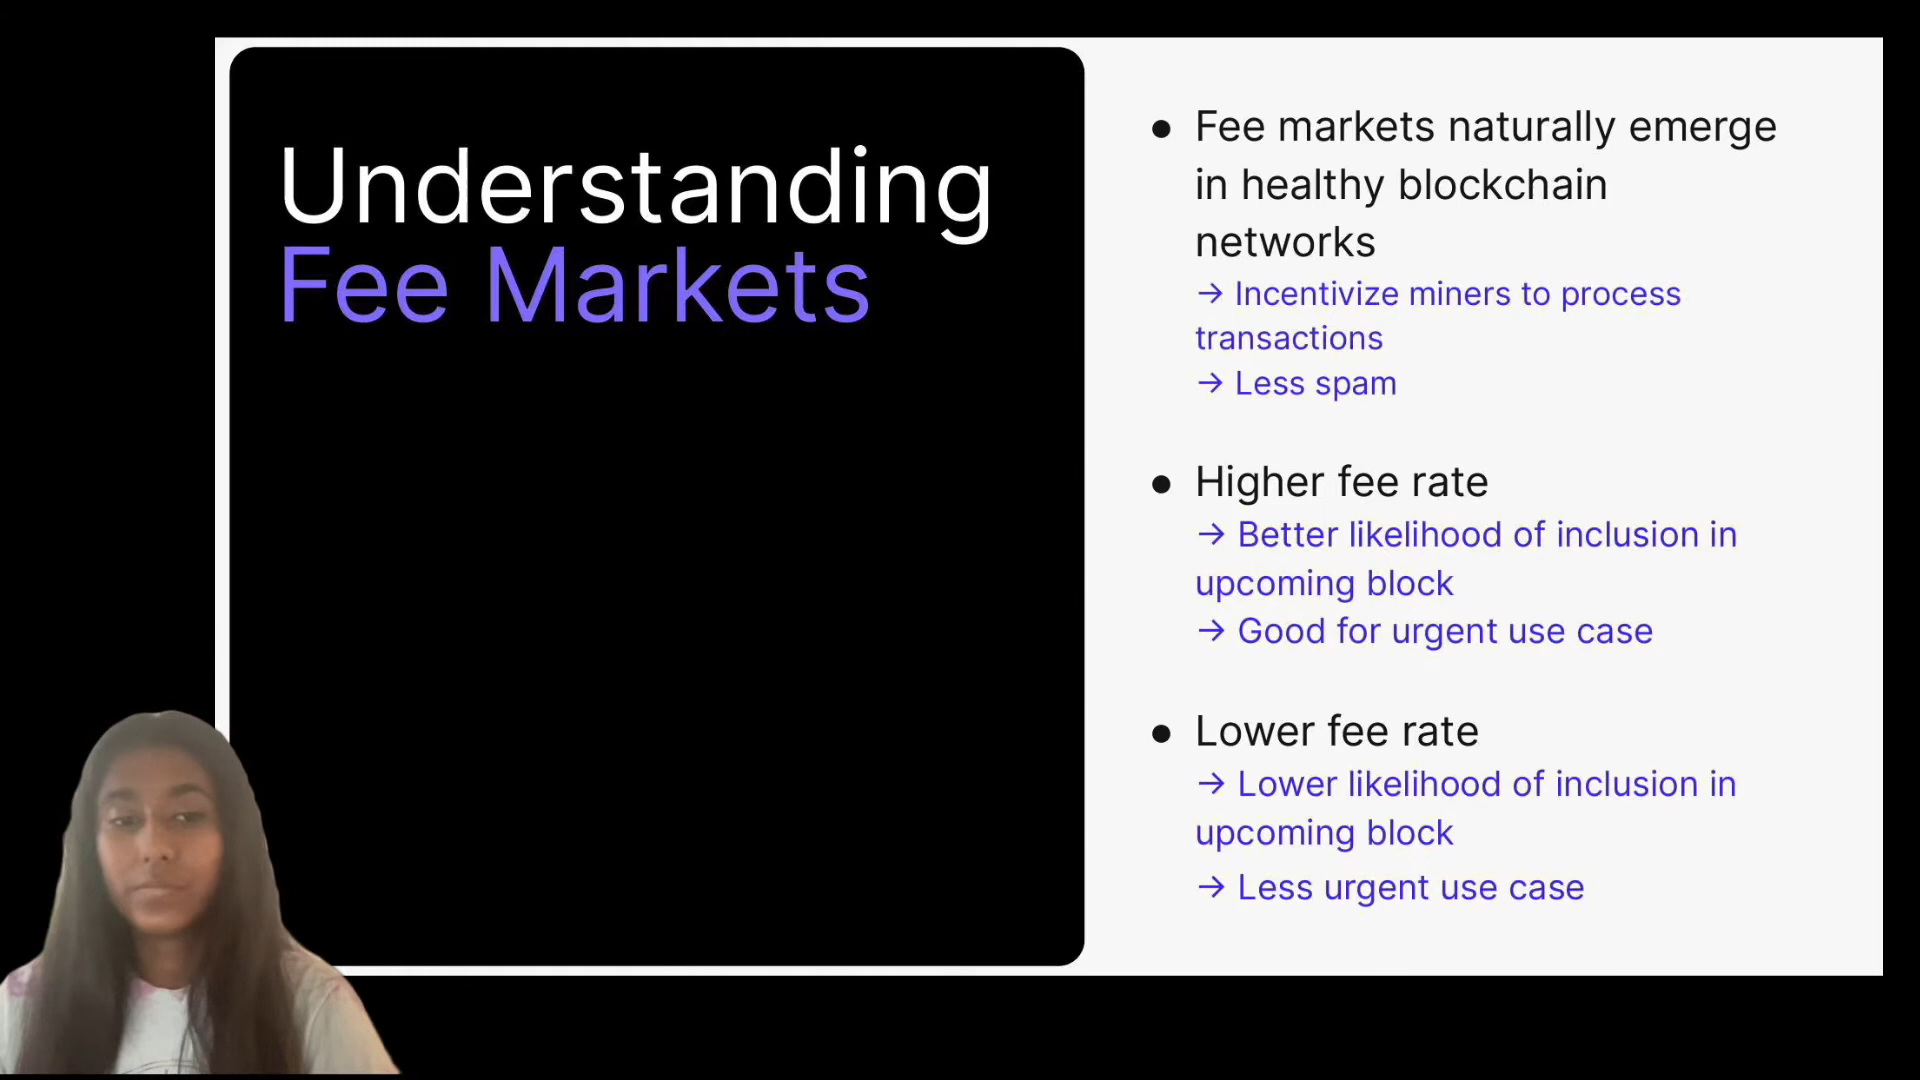 Understanding
Fee Markets
● Fee markets naturally emerge
in healthy blockchain
networks
→ Incentivize miners to process
transactions
→ Less spam
● Higher fee rate
→ Better likelihood of inclusion in
upcoming block
→ Good for urgent use case
● Lower fee rate
→ Lower likelihood of inclusion in
upcoming block
→ Less urgent use case